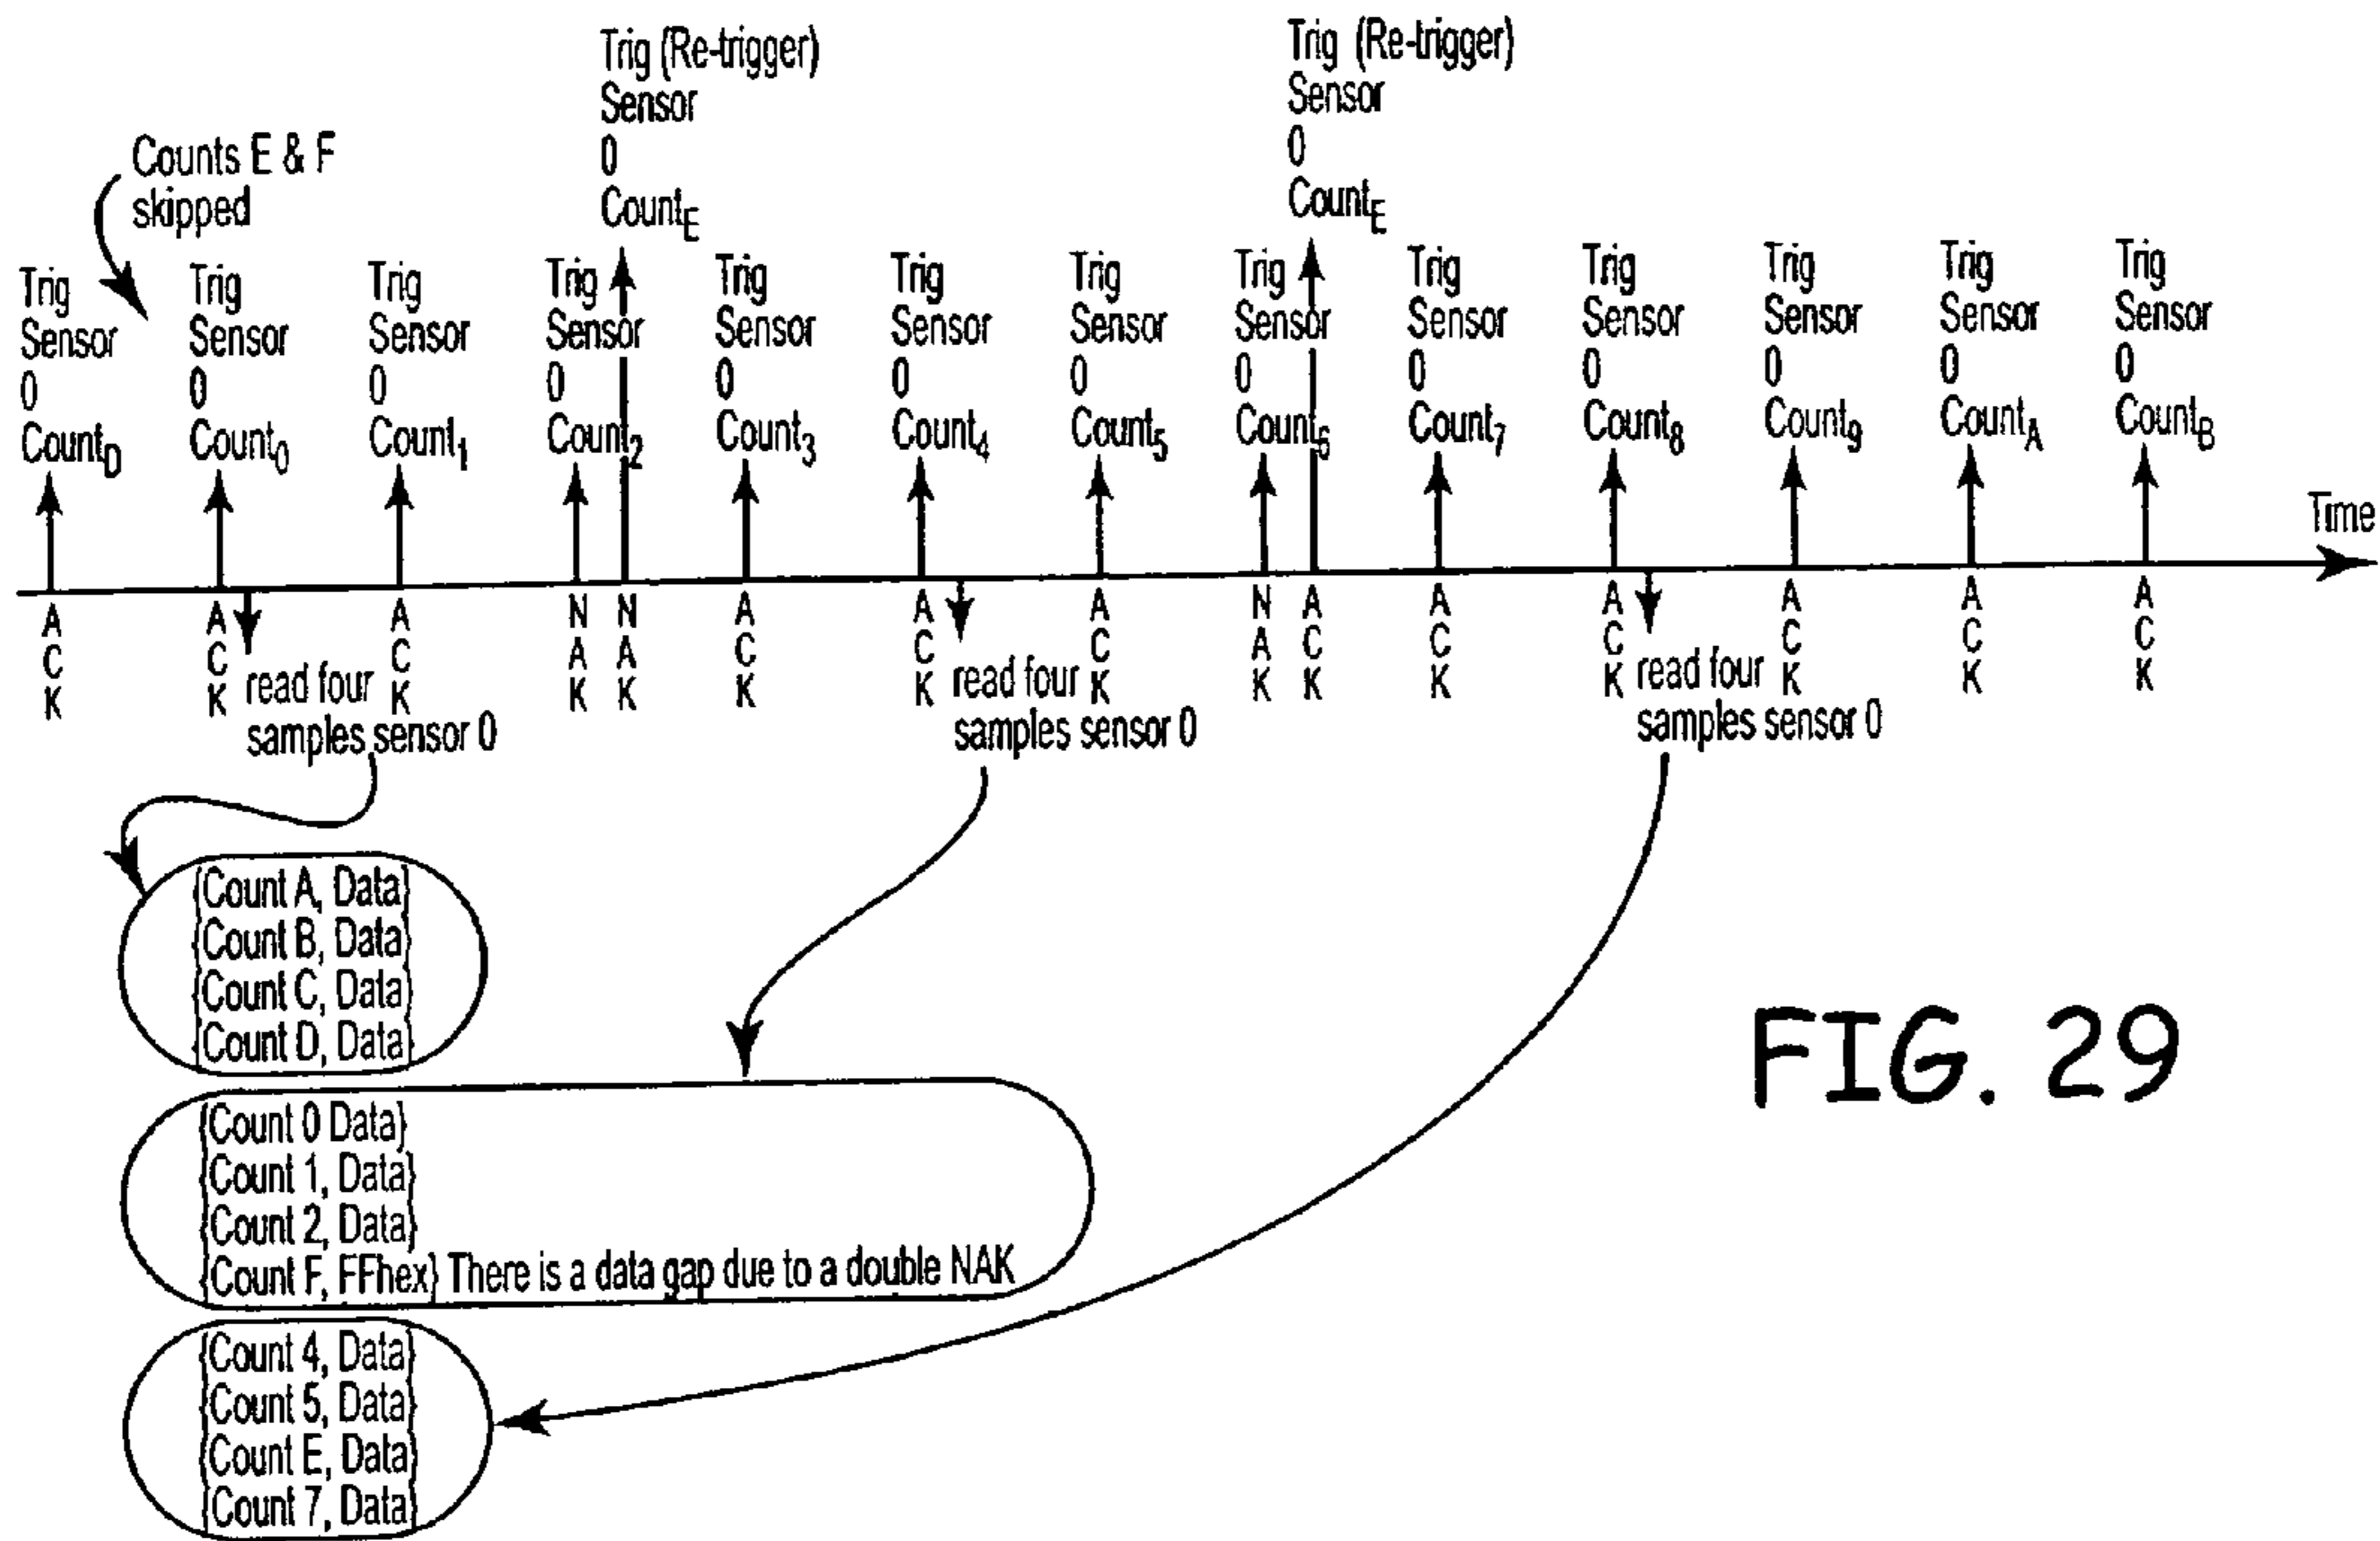 Trig (Re-trigger)
Sensor
0
CountE
Trig (Re-trigger)
Sensor
0
CountE
Counts E & F
skipped
Trig
Sensor
0
CountD
Trig
Sensor
0
Count0
Trig
Sensor
0
Count1
Trig
Sensor
0
Count2
Trig
Sensor
0
Count3
Trig
Sensor
0
Count4
Trig
Sensor
0
Count5
Trig
Sensor
0
Count6
Trig
Sensor
0
Count7
Trig
Sensor
0
Count8
Trig
Sensor
0
Count9
Trig
Sensor
0
CountA
Trig
Sensor
0
CountB
Time
ACK
ACK
ACK
NAK
NAK
ACK
ACK
ACK
NAK
ACK
ACK
ACK
ACK
ACK
ACK
read four
samples sensor 0
read four
samples sensor 0
read four
samples sensor 0
{Count A, Data}
{Count B, Data}
{Count C, Data}
{Count D, Data}
{Count 0 Data}
{Count 1, Data}
{Count 2, Data}
{Count F, FFhex} There is a data gap due to a double NAK
{Count 4, Data}
{Count 5, Data}
{Count E, Data}
{Count 7, Data}
FIG. 29